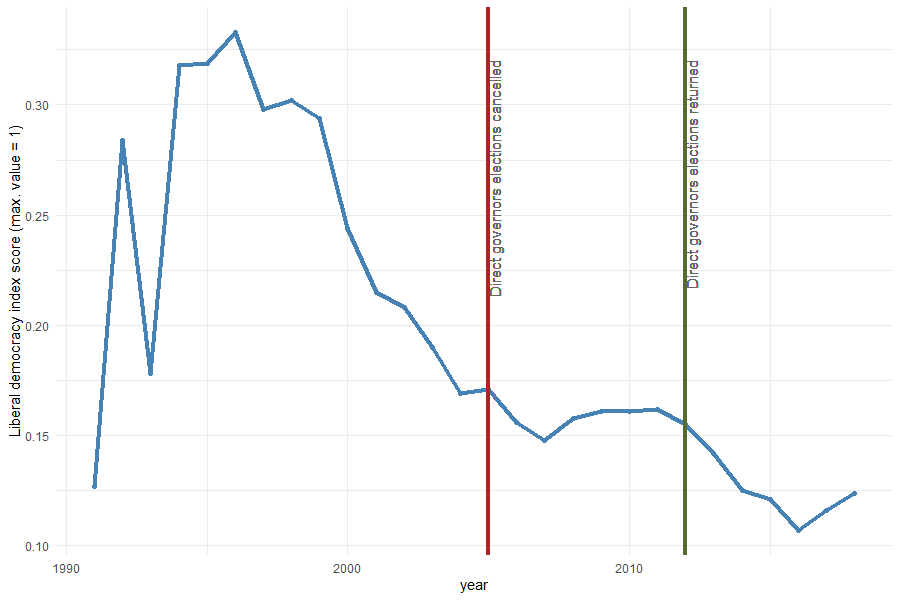 Liberal democracy index score (max. value = 1)
0.30
0.25
0.20
0.15
0.10
Direct governors elections cancelled
Direct governors elections returned
1990
2000
2010
year